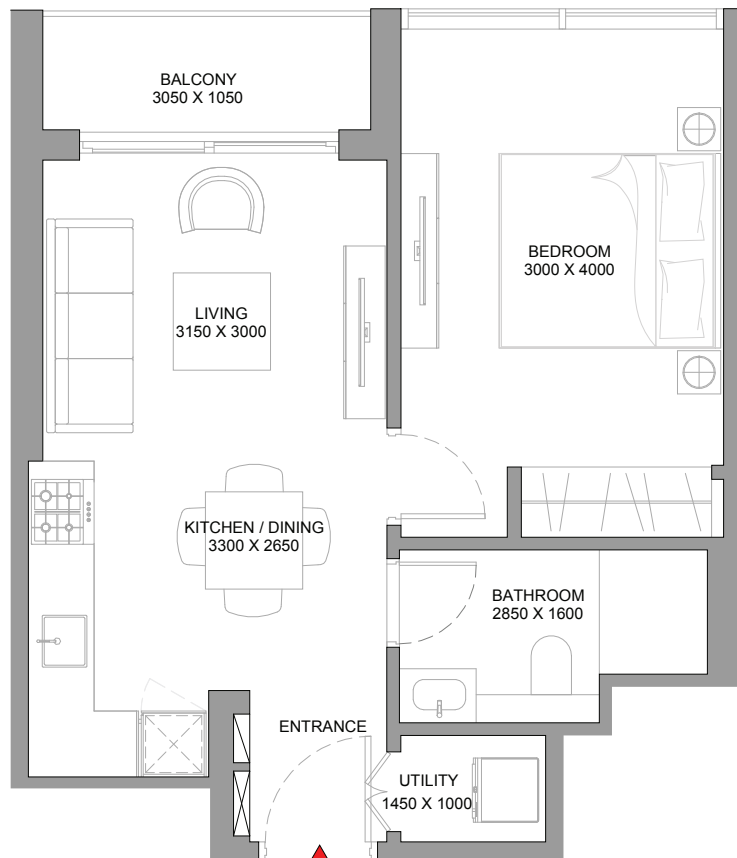 BALCONY
3050 X 1050
BEDROOM
3000 X 4000
LIVING
3150 X 3000
KITCHEN / DINING
3300 X 2650
BATHROOM
2850 X 1600
ENTRANCE
UTILITY
1450 X 1000